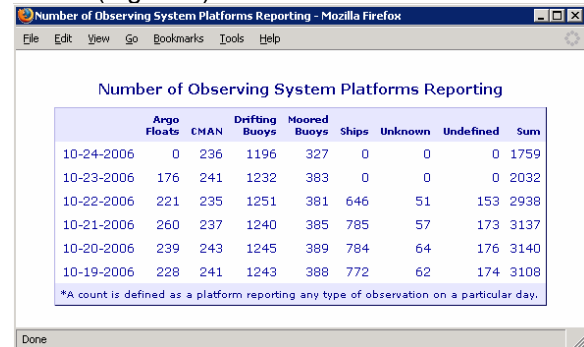 Number of Observing System Platforms Reporting - Mozilla Firefox
File Edit View Go Bookmarks Tools Help
Number of Observing System Platforms Reporting
Argo Floats CMAN Drifting Buoys Moored Buoys Ships Unknown Undefined Sum
10-24-2006 0 236 1196 327 0 0 0 1759
10-23-2006 176 241 1232 383 0 0 0 2032
10-22-2006 221 235 1251 381 646 51 153 2938
10-21-2006 260 237 1240 385 785 57 173 3137
10-20-2006 239 243 1245 389 784 64 176 3140
10-19-2006 228 241 1243 388 772 62 174 3108
*A count is defined as a platform reporting any type of observation on a particular day.
Done